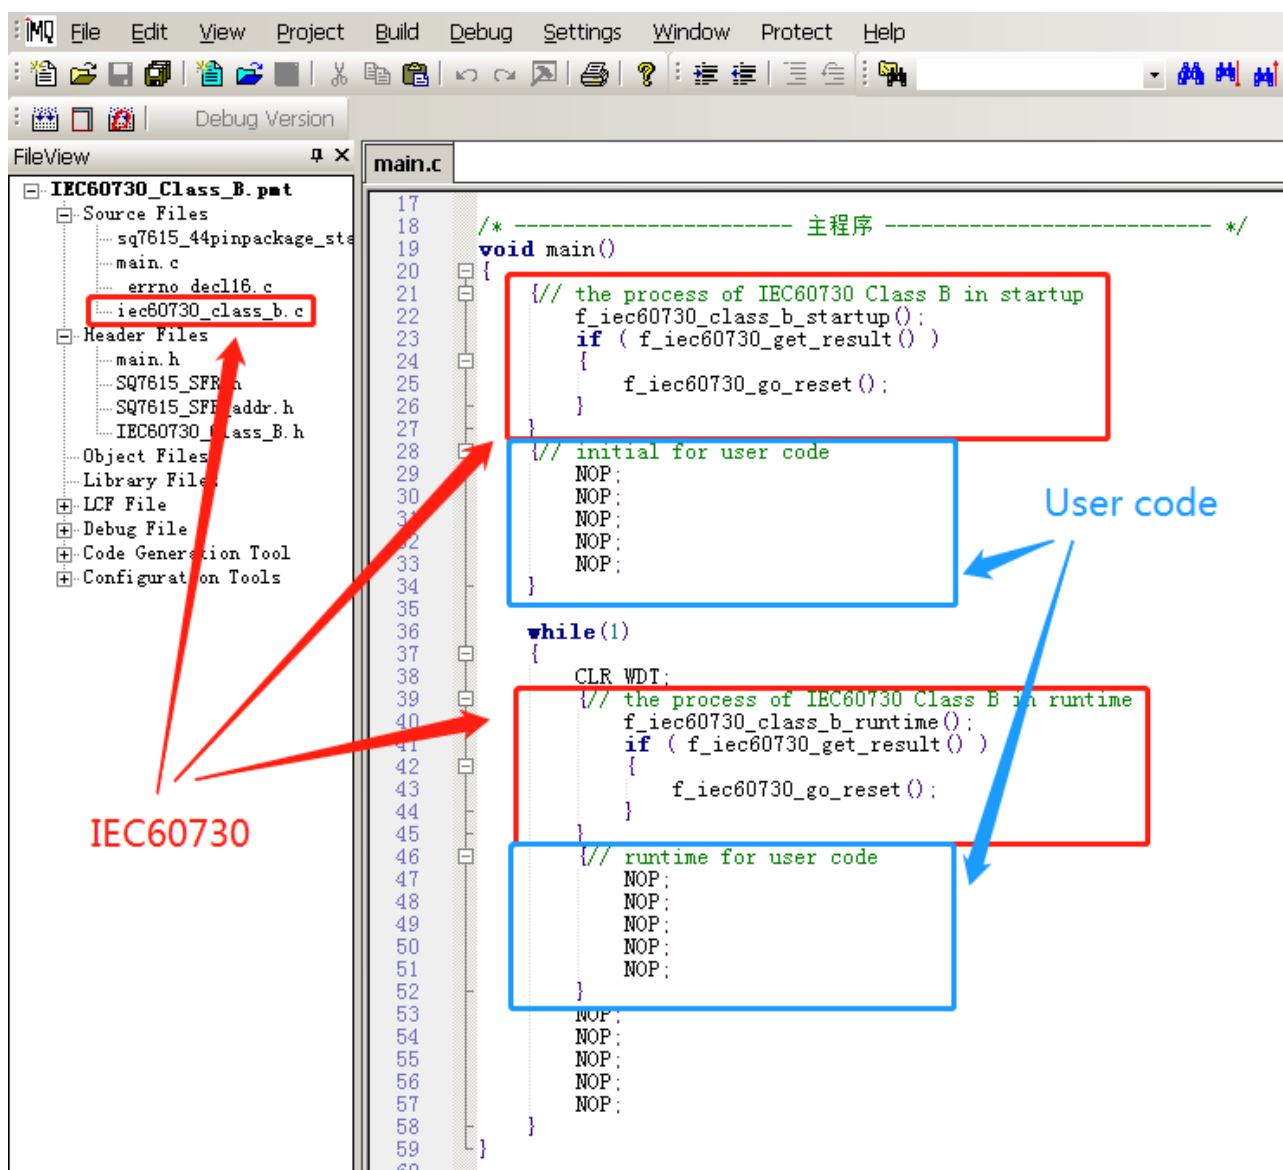 iMQ File Edit View Project Build Debug Settings Window Protect Help
Debug Version
FileView
main.c
IEC60730_Class_B.pmt
Source Files
sq7615_44pinpackage_sta
main.c
errno_decl16.c
iec60730_class_b.c
Header Files
main.h
SQ7615_SFR.h
SQ7615_SFR_addr.h
IEC60730_Class_B.h
Object Files
Library Files
LCF File
Debug File
Code Generation Tool
Configuration Tools
IEC60730
17
18 /* ----------------------- 主程序 --------------------------- */
19 void main()
20 {
21 {// the process of IEC60730 Class B in startup
22 f_iec60730_class_b_startup();
23 if ( f_iec60730_get_result() )
24 {
25 f_iec60730_go_reset();
26 }
27 }
28 {// initial for user code
29 NOP;
30 NOP;
31 NOP;
32 NOP;
33 NOP;
34 }
35
36 while(1)
37 {
38 CLR_WDT;
39 {// the process of IEC60730 Class B in runtime
40 f_iec60730_class_b_runtime();
41 if ( f_iec60730_get_result() )
42 {
43 f_iec60730_go_reset();
44 }
45 }
46 {// runtime for user code
47 NOP;
48 NOP;
49 NOP;
50 NOP;
51 NOP;
52 }
53 NOP;
54 NOP;
55 NOP;
56 NOP;
57 NOP;
58 }
59 }
60
User code